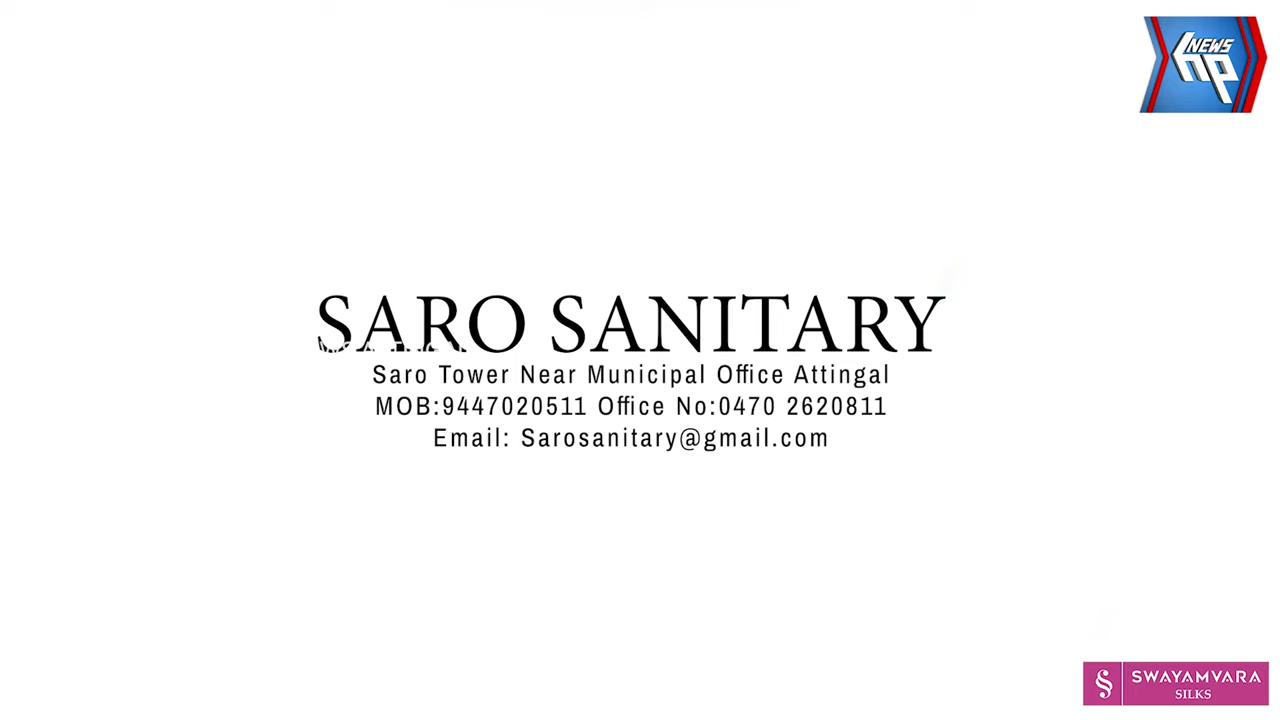 NEWS
hp
SARO SANITARY
Saro Tower Near Municipal Office Attingal
MOB:9447020511 Office No:0470 2620811
Email: Sarosanitary@gmail.com
SWAYAMVARA
SILKS